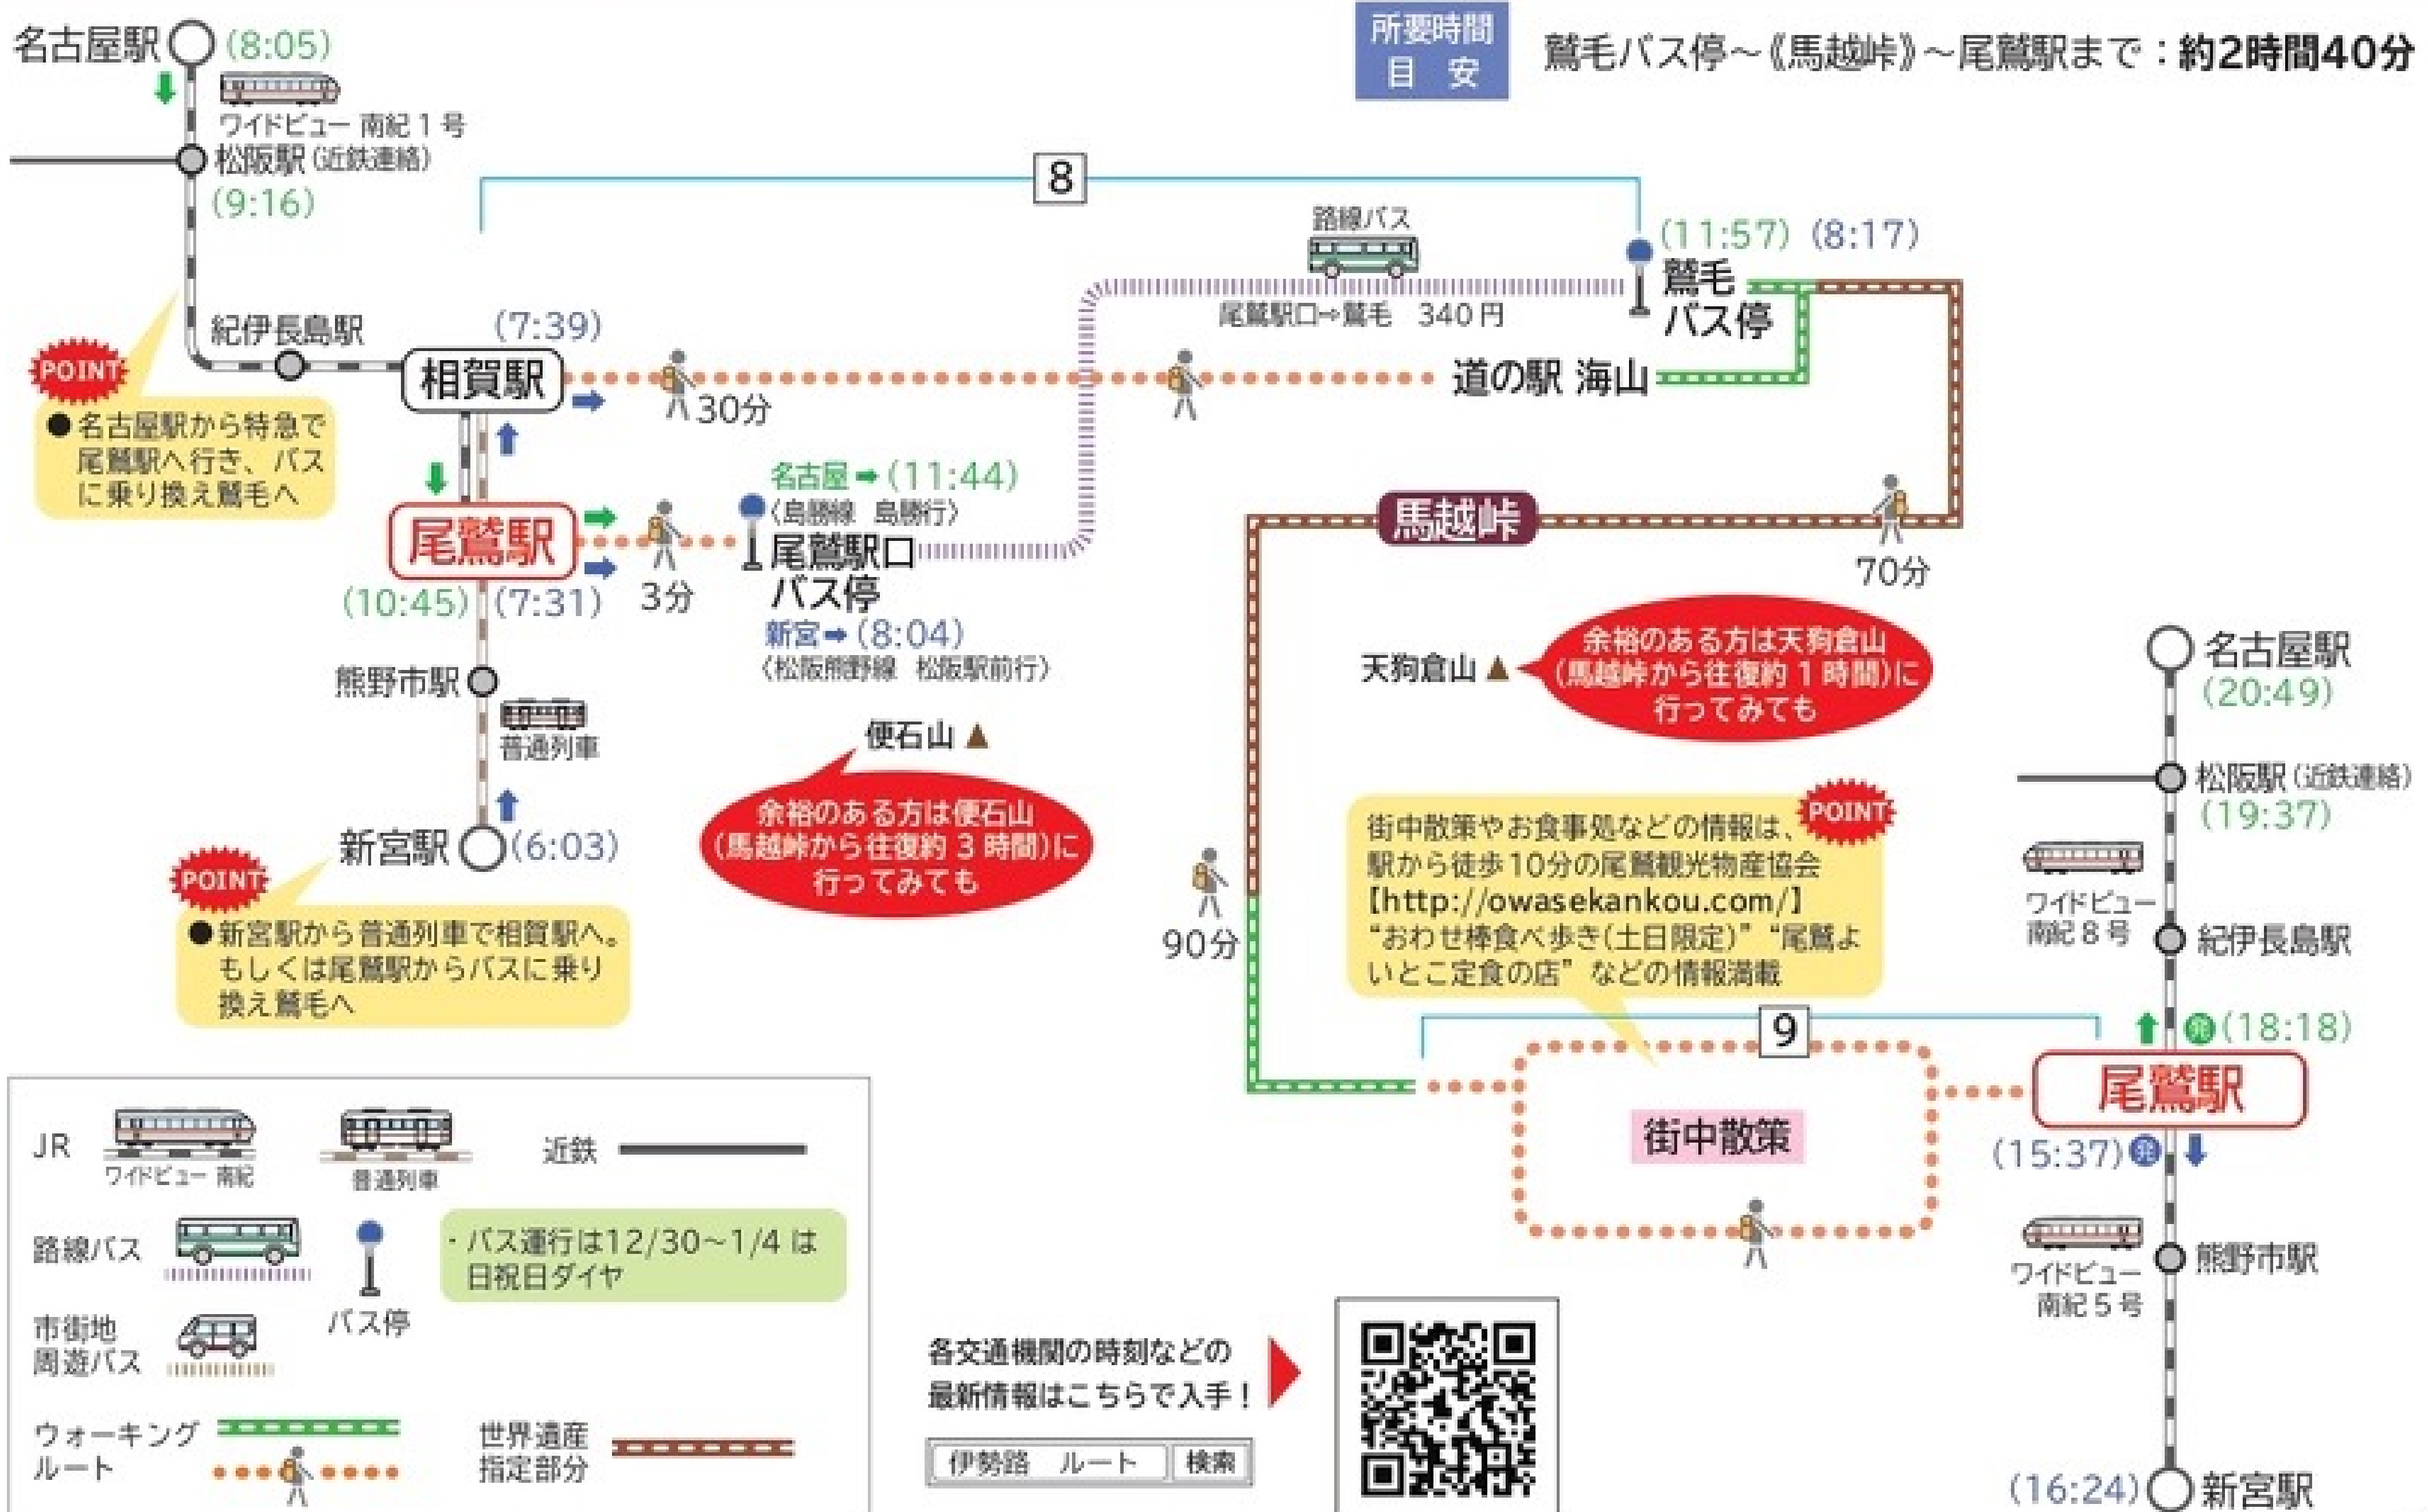 名古屋駅 (8:05)
ワイドビュー 南紀1号
松阪駅(近鉄連絡)
(9:16)
紀伊長島駅
POINT
●名古屋駅から特急で
尾鷲駅へ行き、バス
に乗り換え鷲毛へ
(7:39)
相賀駅
30分
8
所要時間
目 安
鷲毛バス停~《馬越峠》~尾鷲駅まで:約2時間40分
路線バス
尾鷲駅口⇨鷲毛 340円
(11:57) (8:17)
鷲毛
バス停
道の駅 海山
尾鷲駅
(10:45) (7:31)
3分
名古屋➡(11:44)
〈島勝線 島勝行〉
尾鷲駅口
バス停
新宮➡(8:04)
〈松阪熊野線 松阪駅前行〉
熊野市駅
普通列車
新宮駅 (6:03)
POINT
●新宮駅から普通列車で相賀駅へ。
もしくは尾鷲駅からバスに乗り
換え鷲毛へ
馬越峠
70分
天狗倉山 ▲
余裕のある方は天狗倉山
(馬越峠から往復約1時間)に
行ってみても
便石山 ▲
余裕のある方は便石山
(馬越峠から往復約3時間)に
行ってみても
90分
POINT
街中散策やお食事処などの情報は、
駅から徒歩10分の尾鷲観光物産協会
【http://owasekankou.com/】
“おわせ棒食べ歩き(土日限定)”“尾鷲よ
いとこ定食の店”などの情報満載
9
街中散策
名古屋駅
(20:49)
松阪駅(近鉄連絡)
(19:37)
ワイドビュー
南紀8号
紀伊長島駅
発(18:18)
尾鷲駅
(15:37)発
ワイドビュー
南紀5号
熊野市駅
(16:24) 新宮駅
JR
ワイドビュー 南紀
普通列車
近鉄
路線バス
バス停
・バス運行は12/30~1/4は
日祝日ダイヤ
市街地
周遊バス
ウォーキング
ルート
世界遺産
指定部分
各交通機関の時刻などの
最新情報はこちらで入手!
伊勢路 ルート 検索